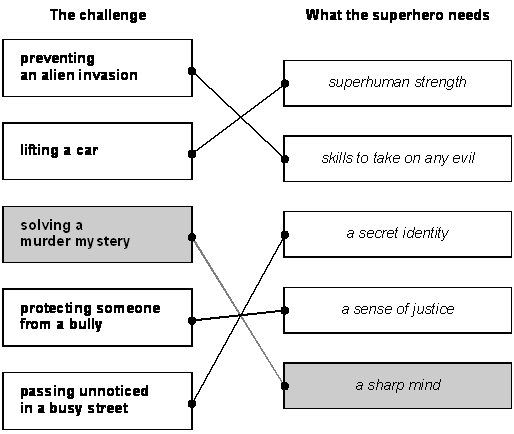 The challenge
What the superhero needs
preventing
an alien invasion
superhuman strength
lifting a car
skills to take on any evil
solving a
murder mystery
a secret identity
protecting someone
from a bully
a sense of justice
passing unnoticed
in a busy street
a sharp mind